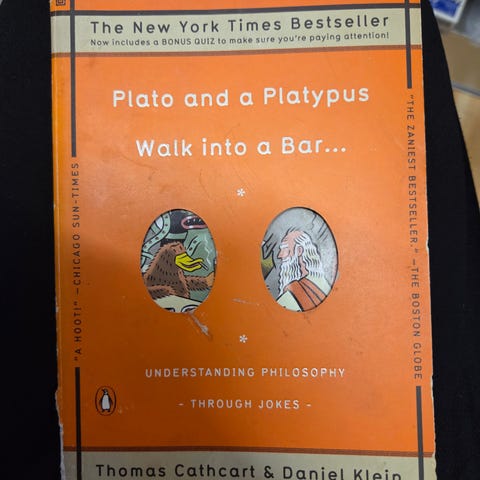 The New York Times Bestseller
Now includes a BONUS QUIZ to make sure you're paying attention!
Plato and a Platypus
Walk into a Bar...
*
*
UNDERSTANDING PHILOSOPHY
- THROUGH JOKES -
"A HOOT!" —CHICAGO SUN-TIMES
"THE ZANIEST BESTSELLER." —THE BOSTON GLOBE
Thomas Cathcart & Daniel Klein